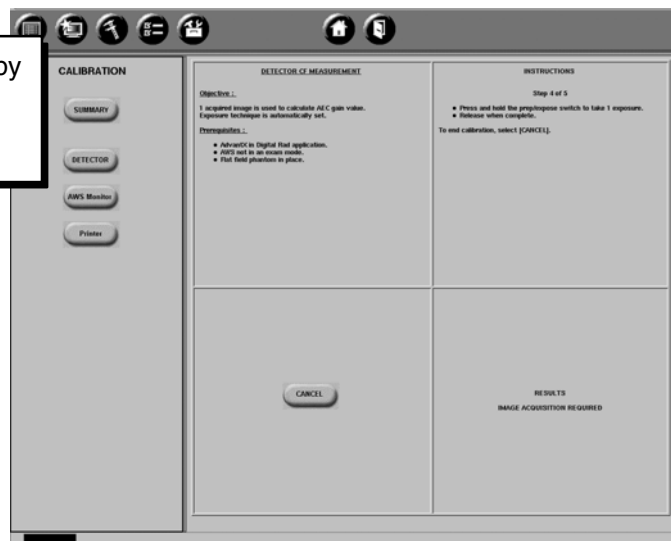 by
CALIBRATION
SUMMARY
DETECTOR
AWS Monitor
Printer
DETECTOR CF MEASUREMENT
Objective :
1 acquired image is used to calculate AEC gain value.
Exposure technique is automatically set.
Prerequisites :
• AdvantX in Digital Rad application.
• AWS not in an exam mode.
• Flat field phantom in place.
INSTRUCTIONS
Step 4 of 5
• Press and hold the prep/expose switch to take 1 exposure.
• Release when complete.
To end calibration, select [CANCEL].
CANCEL
RESULTS
IMAGE ACQUISITION REQUIRED